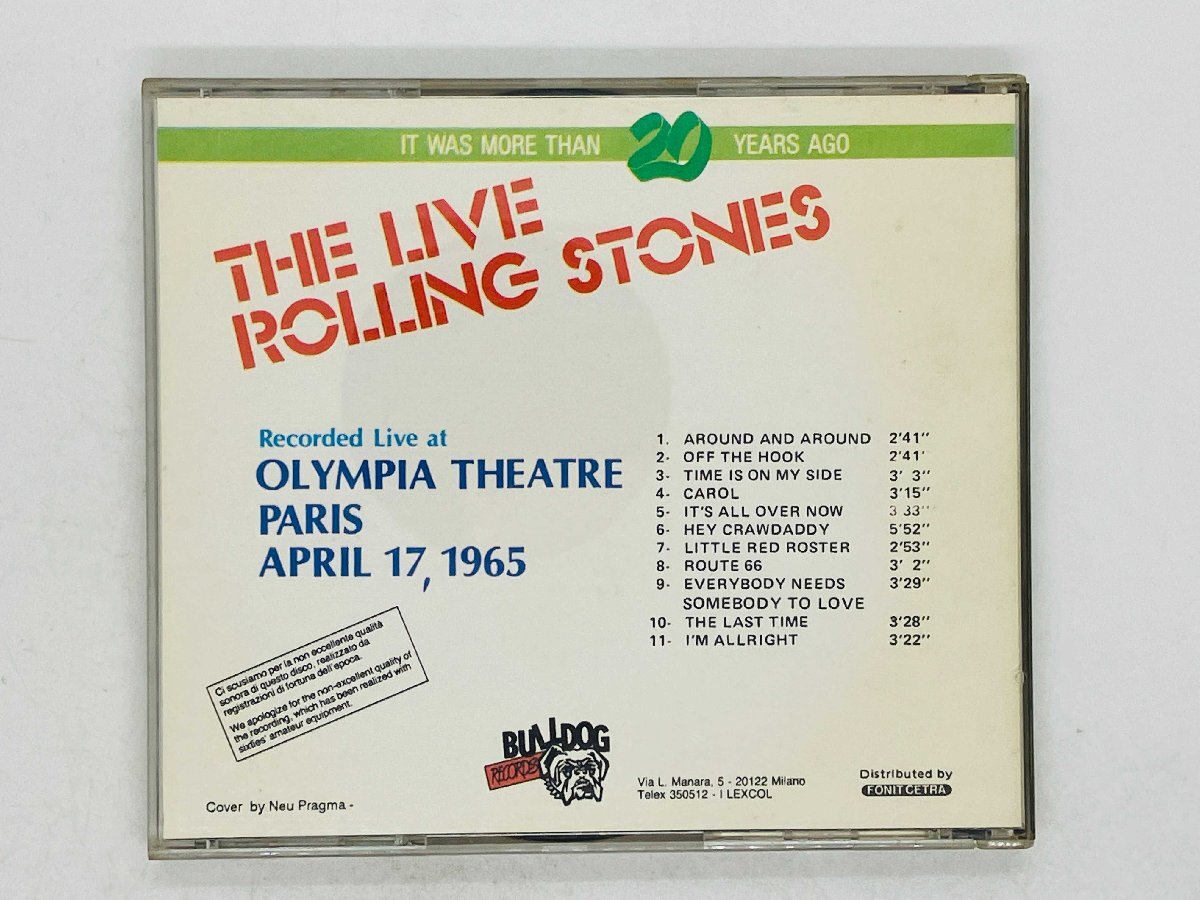 IT WAS MORE THAN 20 YEARS AGO
THE LIVE
ROLLING STONES
Recorded Live at
OLYMPIA THEATRE
PARIS
APRIL 17, 1965
1. AROUND AND AROUND 2'41"
2- OFF THE HOOK 2'41'
3- TIME IS ON MY SIDE 3' 3"
4- CAROL 3'15"
5- IT'S ALL OVER NOW 3 33"
6- HEY CRAWDADDY 5'52"
7- LITTLE RED ROSTER 2'53"
8- ROUTE 66 3' 2"
9- EVERYBODY NEEDS 3'29"
SOMEBODY TO LOVE
10- THE LAST TIME 3'28"
11- I'M ALLRIGHT 3'22"
Ci scusiamo per la non eccellente qualità
sonora di questo disco, realizzato da
registrazioni di fortuna dell'epoca.
We apologize for the non-excellent quality of
the recording, which has been realized with
sixties' amateur equipment.
BULLDOG
RECORDS
Via L. Manara, 5 - 20122 Milano
Telex 350512 - I LEXCOL
Distributed by
FONIT CETRA
Cover by Neu Pragma -